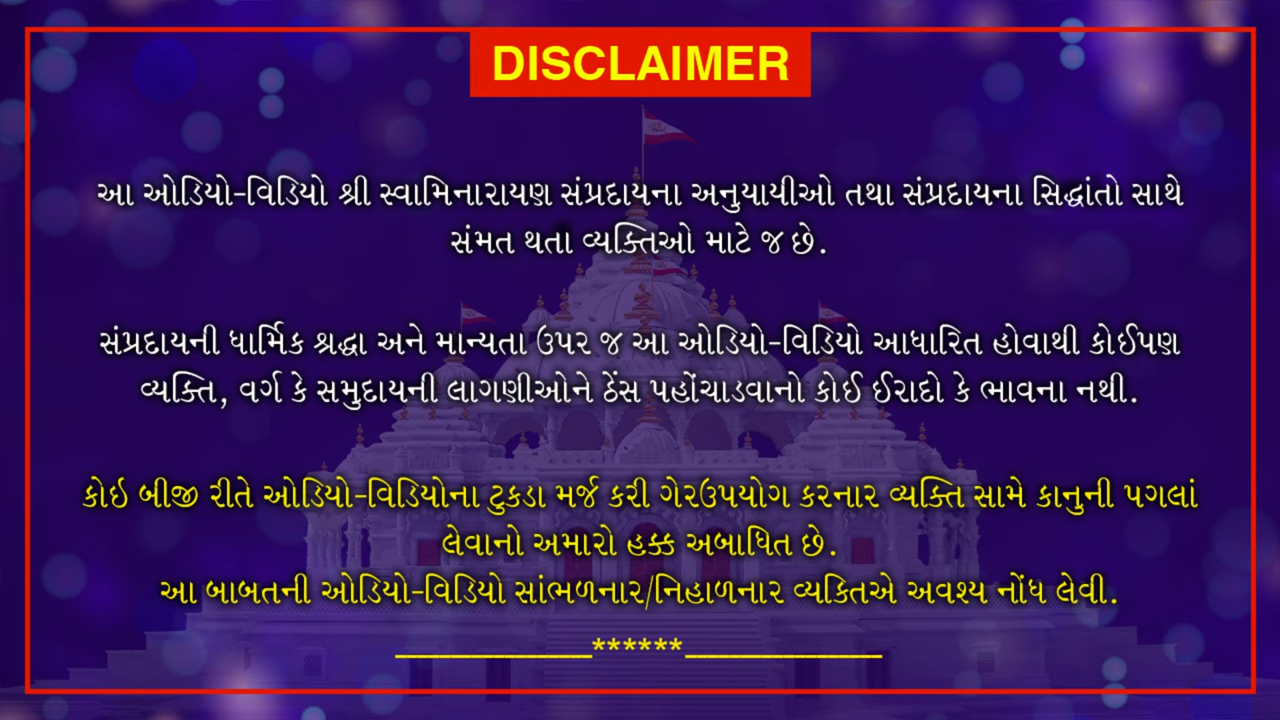 DISCLAIMER
આ ઓડિયો-વિડિયો શ્રી સ્વામિનારાયણ સંપ્રદાયના અનુયાયીઓ તથા સંપ્રદાયના સિદ્ધાંતો સાથે
સંમત થતા વ્યક્તિઓ માટે જ છે.
સંપ્રદાયની ધાર્મિક શ્રદ્ધા અને માન્યતા ઉપર જ આ ઓડિયો-વિડિયો આધારિત હોવાથી કોઈપણ
વ્યક્તિ, વર્ગ કે સમુદાયની લાગણીઓને ઠેંસ પહોંચાડવાનો કોઈ ઈરાદો કે ભાવના નથી.
કોઇ બીજી રીતે ઓડિયો-વિડિયોના ટુકડા મર્જ કરી ગેરઉપયોગ કરનાર વ્યક્તિ સામે કાનુની પગલાં
લેવાનો અમારો હક્ક અબાધિત છે.
આ બાબતની ઓડિયો-વિડિયો સાંભળનાર/નિહાળનાર વ્યકિતએ અવશ્ય નોંધ લેવી.
______________******______________